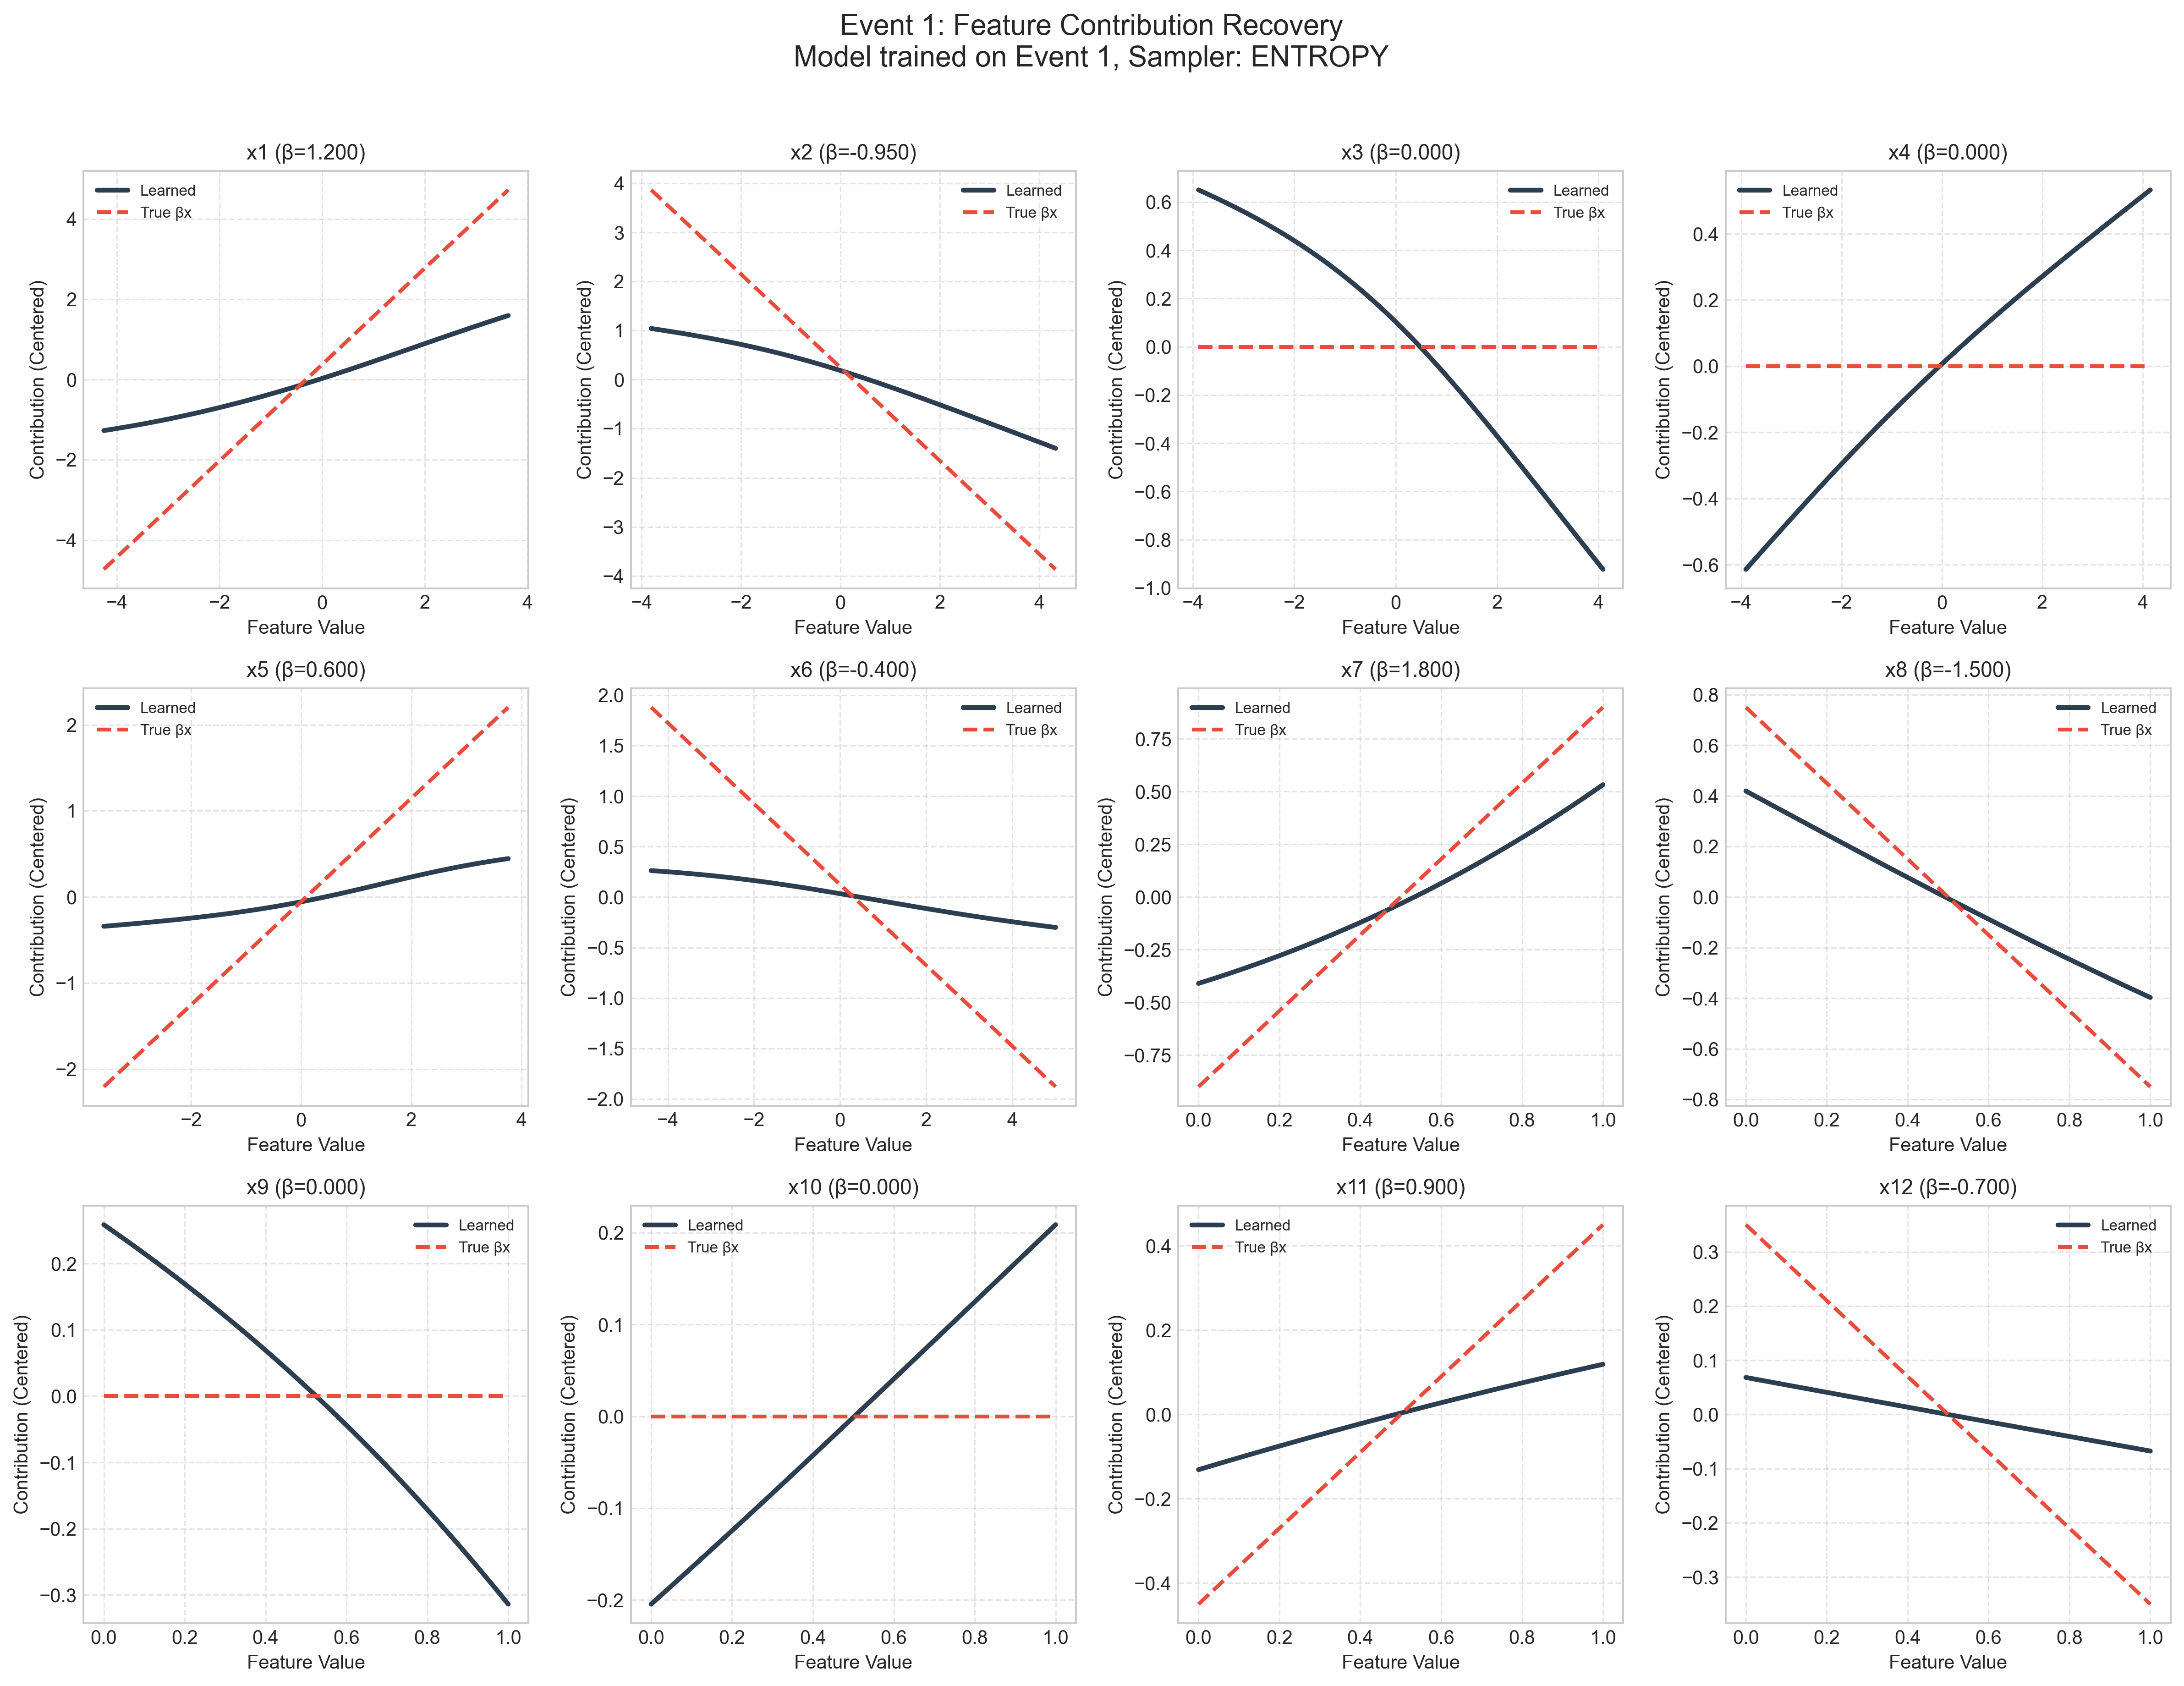 Event 1: Feature Contribution Recovery
Model trained on Event 1, Sampler: ENTROPY
x1 (β=1.200)
Learned
True βx
Contribution (Centered)
4
2
0
−2
−4
−4 −2 0 2 4
Feature Value
x2 (β=-0.950)
Learned
True βx
Contribution (Centered)
4
3
2
1
0
−1
−2
−3
−4
−4 −2 0 2 4
Feature Value
x3 (β=0.000)
Learned
True βx
Contribution (Centered)
0.6
0.4
0.2
0.0
−0.2
−0.4
−0.6
−0.8
−1.0
−4 −2 0 2 4
Feature Value
x4 (β=0.000)
Learned
True βx
Contribution (Centered)
0.4
0.2
0.0
−0.2
−0.4
−0.6
−4 −2 0 2 4
Feature Value
x5 (β=0.600)
Learned
True βx
Contribution (Centered)
2
1
0
−1
−2
−2 0 2 4
Feature Value
x6 (β=-0.400)
Learned
True βx
Contribution (Centered)
2.0
1.5
1.0
0.5
0.0
−0.5
−1.0
−1.5
−2.0
−4 −2 0 2 4
Feature Value
x7 (β=1.800)
Learned
True βx
Contribution (Centered)
0.75
0.50
0.25
0.00
−0.25
−0.50
−0.75
0.0 0.2 0.4 0.6 0.8 1.0
Feature Value
x8 (β=-1.500)
Learned
True βx
Contribution (Centered)
0.8
0.6
0.4
0.2
0.0
−0.2
−0.4
−0.6
−0.8
0.0 0.2 0.4 0.6 0.8 1.0
Feature Value
x9 (β=0.000)
Learned
True βx
Contribution (Centered)
0.2
0.1
0.0
−0.1
−0.2
−0.3
0.0 0.2 0.4 0.6 0.8 1.0
Feature Value
x10 (β=0.000)
Learned
True βx
Contribution (Centered)
0.2
0.1
0.0
−0.1
−0.2
0.0 0.2 0.4 0.6 0.8 1.0
Feature Value
x11 (β=0.900)
Learned
True βx
Contribution (Centered)
0.4
0.2
0.0
−0.2
−0.4
0.0 0.2 0.4 0.6 0.8 1.0
Feature Value
x12 (β=-0.700)
Learned
True βx
Contribution (Centered)
0.3
0.2
0.1
0.0
−0.1
−0.2
−0.3
0.0 0.2 0.4 0.6 0.8 1.0
Feature Value